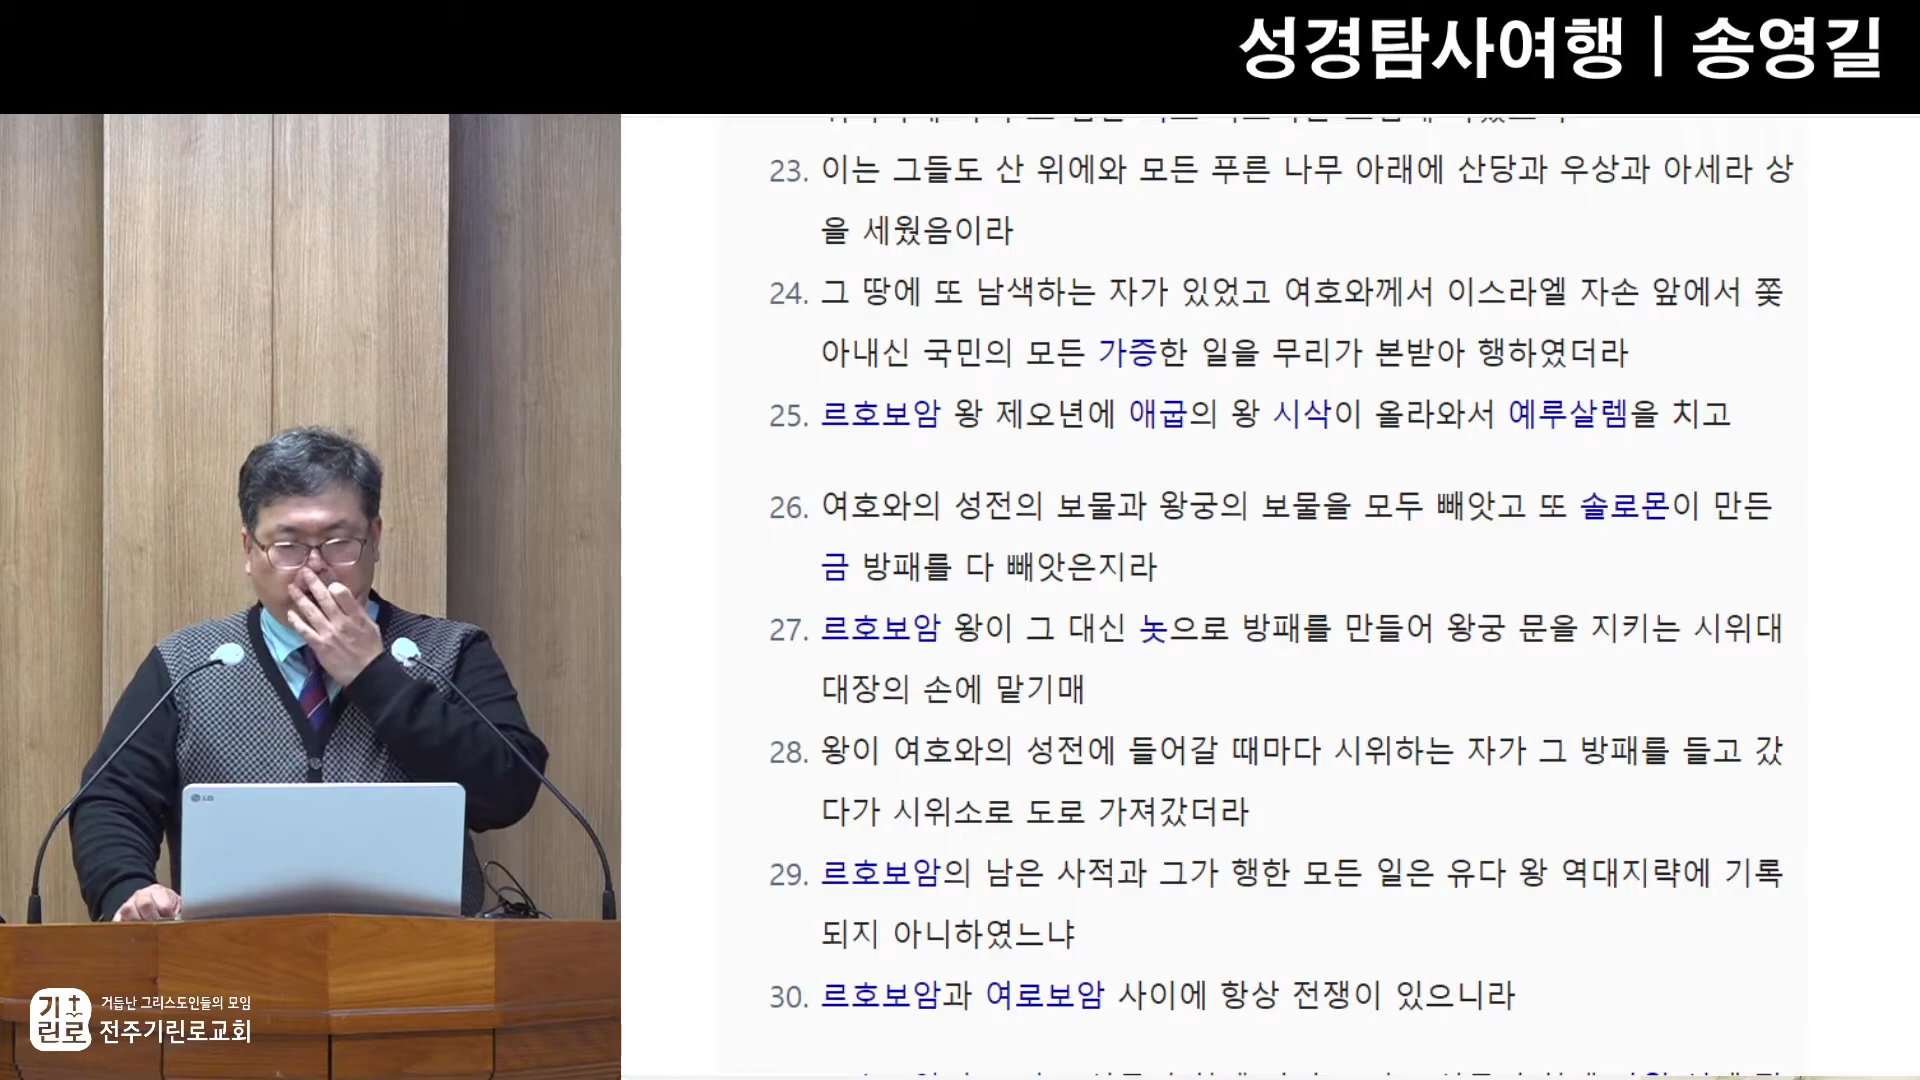 성경탐사여행 | 송영길
23. 이는 그들도 산 위에와 모든 푸른 나무 아래에 산당과 우상과 아세라 상
을 세웠음이라
24. 그 땅에 또 남색하는 자가 있었고 여호와께서 이스라엘 자손 앞에서 쫓
아내신 국민의 모든 가증한 일을 무리가 본받아 행하였더라
25. 르호보암 왕 제오년에 애굽의 왕 시삭이 올라와서 예루살렘을 치고
26. 여호와의 성전의 보물과 왕궁의 보물을 모두 빼앗고 또 솔로몬이 만든
금 방패를 다 빼앗은지라
27. 르호보암 왕이 그 대신 놋으로 방패를 만들어 왕궁 문을 지키는 시위대
대장의 손에 맡기매
28. 왕이 여호와의 성전에 들어갈 때마다 시위하는 자가 그 방패를 들고 갔
다가 시위소로 도로 가져갔더라
29. 르호보암의 남은 사적과 그가 행한 모든 일은 유다 왕 역대지략에 기록
되지 아니하였느냐
30. 르호보암과 여로보암 사이에 항상 전쟁이 있으니라
LG
기린로
거듭난 그리스도인들의 모임
전주기린로교회